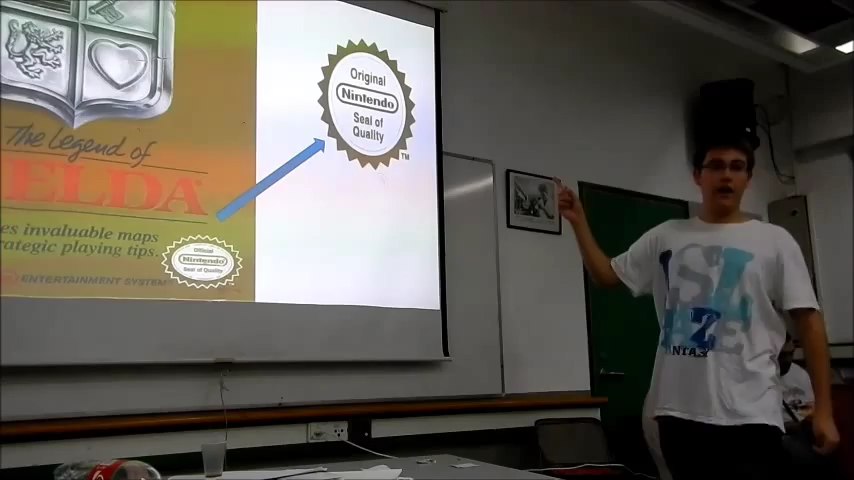 The Legend of
ELDA
es invaluable maps
rategic playing tips.
Official
Nintendo
Seal of Quality
ENTERTAINMENT SYSTEM
Original
Nintendo
Seal of
Quality
TM